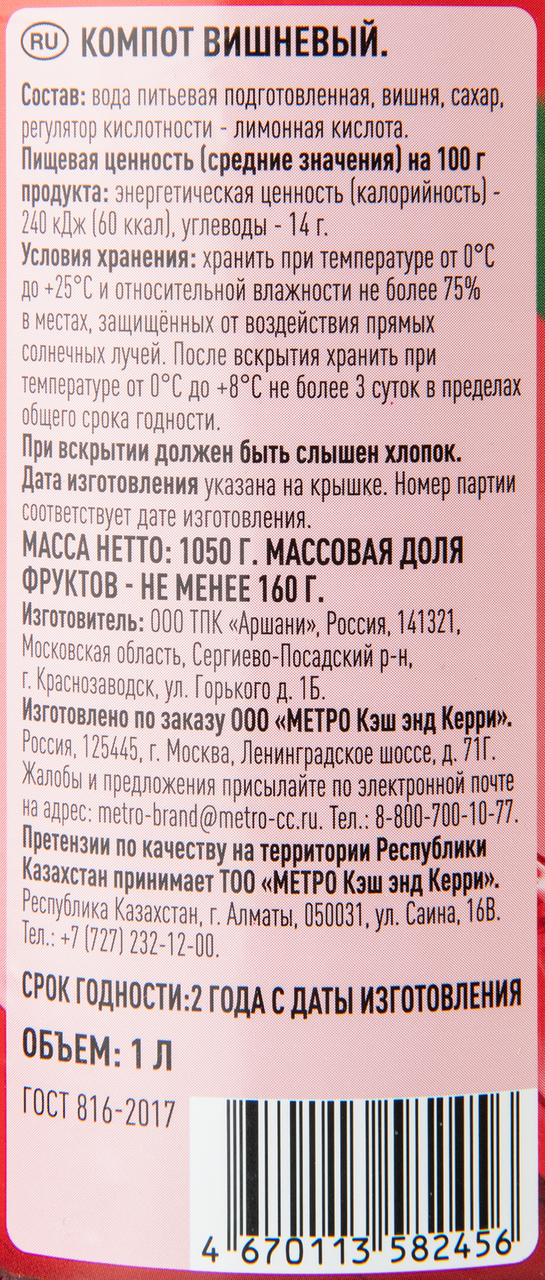 RU КОМПОТ ВИШНЕВЫЙ.
Состав: вода питьевая подготовленная, вишня, сахар,
регулятор кислотности - лимонная кислота.
Пищевая ценность (средние значения) на 100 г
продукта: энергетическая ценность (калорийность) -
240 кДж (60 ккал), углеводы - 14 г.
Условия хранения: хранить при температуре от 0°С
до +25°С и относительной влажности не более 75%
в местах, защищённых от воздействия прямых
солнечных лучей. После вскрытия хранить при
температуре от 0°С до +8°С не более 3 суток в пределах
общего срока годности.
При вскрытии должен быть слышен хлопок.
Дата изготовления указана на крышке. Номер партии
соответствует дате изготовления.
МАССА НЕТТО: 1050 Г. МАССОВАЯ ДОЛЯ
ФРУКТОВ - НЕ МЕНЕЕ 160 Г.
Изготовитель: ООО ТПК «Аршани», Россия, 141321,
Московская область, Сергиево-Посадский р-н,
г. Краснозаводск, ул. Горького д. 1Б.
Изготовлено по заказу ООО «МЕТРО Кэш энд Керри».
Россия, 125445, г. Москва, Ленинградское шоссе, д. 71Г.
Жалобы и предложения присылайте по электронной почте
на адрес: metro-brand@metro-cc.ru. Тел.: 8-800-700-10-77.
Претензии по качеству на территории Республики
Казахстан принимает ТОО «МЕТРО Кэш энд Керри».
Республика Казахстан, г. Алматы, 050031, ул. Саина, 16В.
Тел.: +7 (727) 232-12-00.
СРОК ГОДНОСТИ:2 ГОДА С ДАТЫ ИЗГОТОВЛЕНИЯ
ОБЪЕМ: 1 Л
ГОСТ 816-2017
4 670113 582456